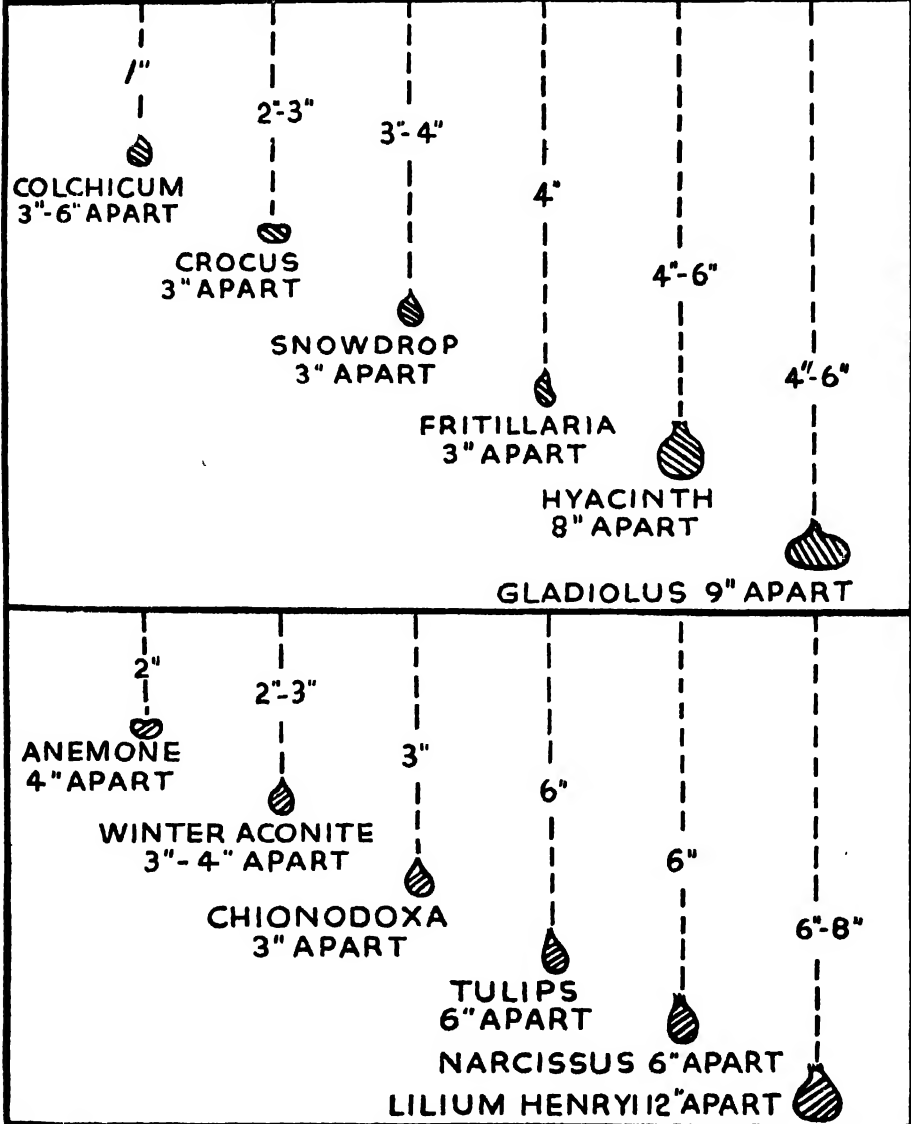 1"
2"-3"
3"-4"
4"
4"-6"
4"-6"
COLCHICUM
3"-6" APART
CROCUS
3" APART
SNOWDROP
3" APART
FRITILLARIA
3" APART
HYACINTH
8" APART
GLADIOLUS 9" APART
2"
2"-3"
3"
6"
6"
6"-8"
ANEMONE
4" APART
WINTER ACONITE
3"-4" APART
CHIONODOXA
3" APART
TULIPS
6" APART
NARCISSUS 6" APART
LILIUM HENRYI 12" APART